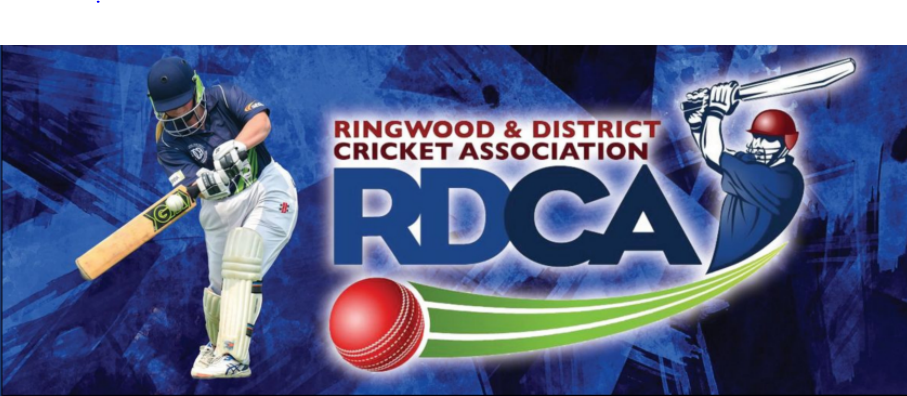 RINGWOOD & DISTRICT
CRICKET ASSOCIATION
RDCA